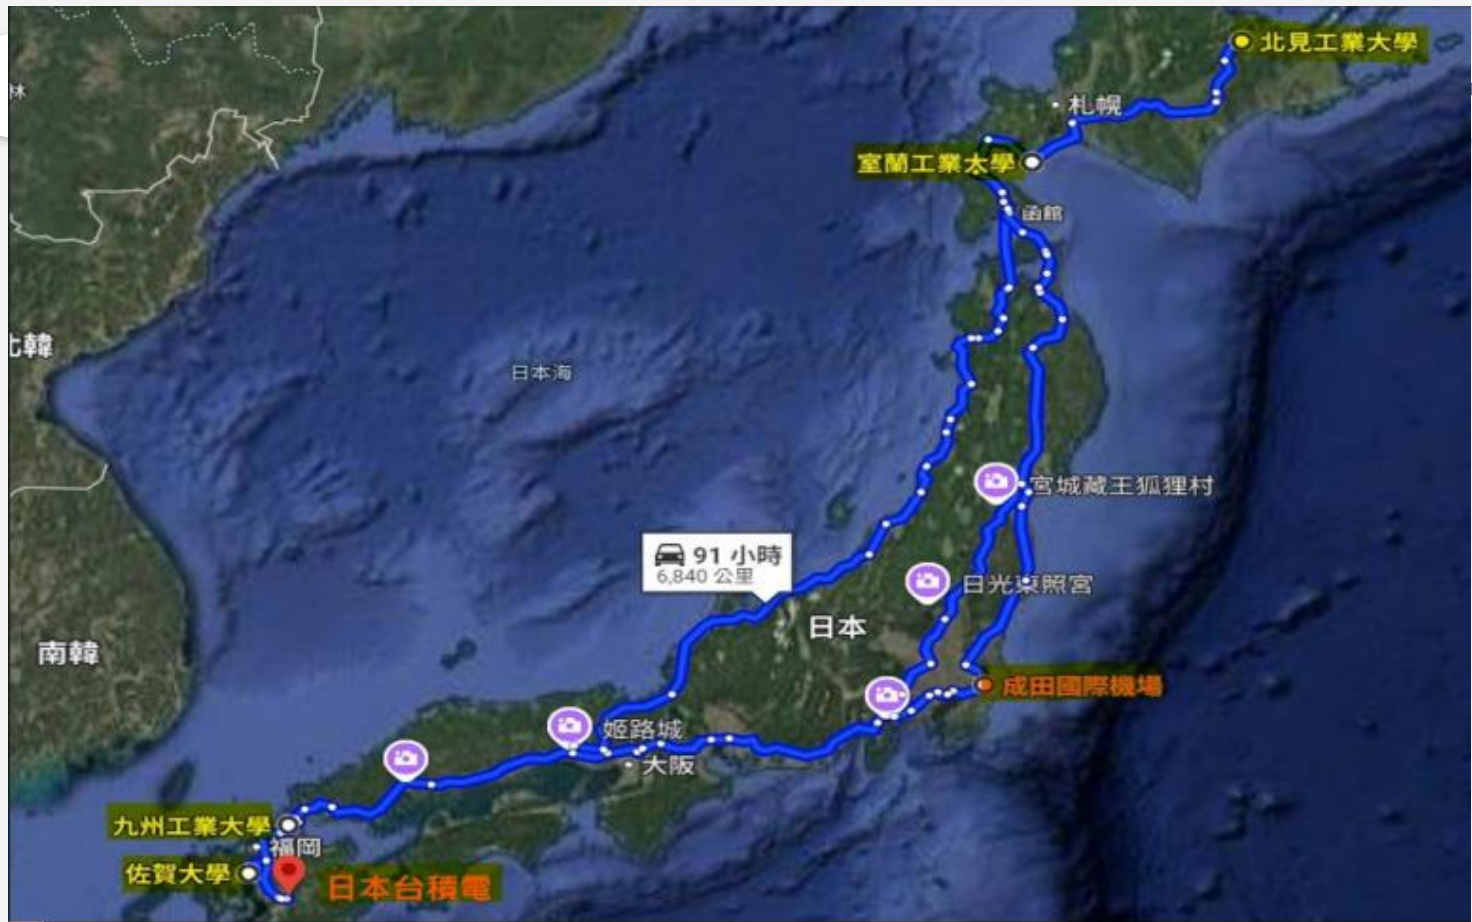 北見工業大學
林
札幌
室蘭工業大學
函館
北韓
日本海
宮城藏王狐狸村
91 小時
6,840 公里
日光東照宮
日本
南韓
成田國際機場
姬路城
大阪
九州工業大學
福岡
佐賀大學
日本台積電